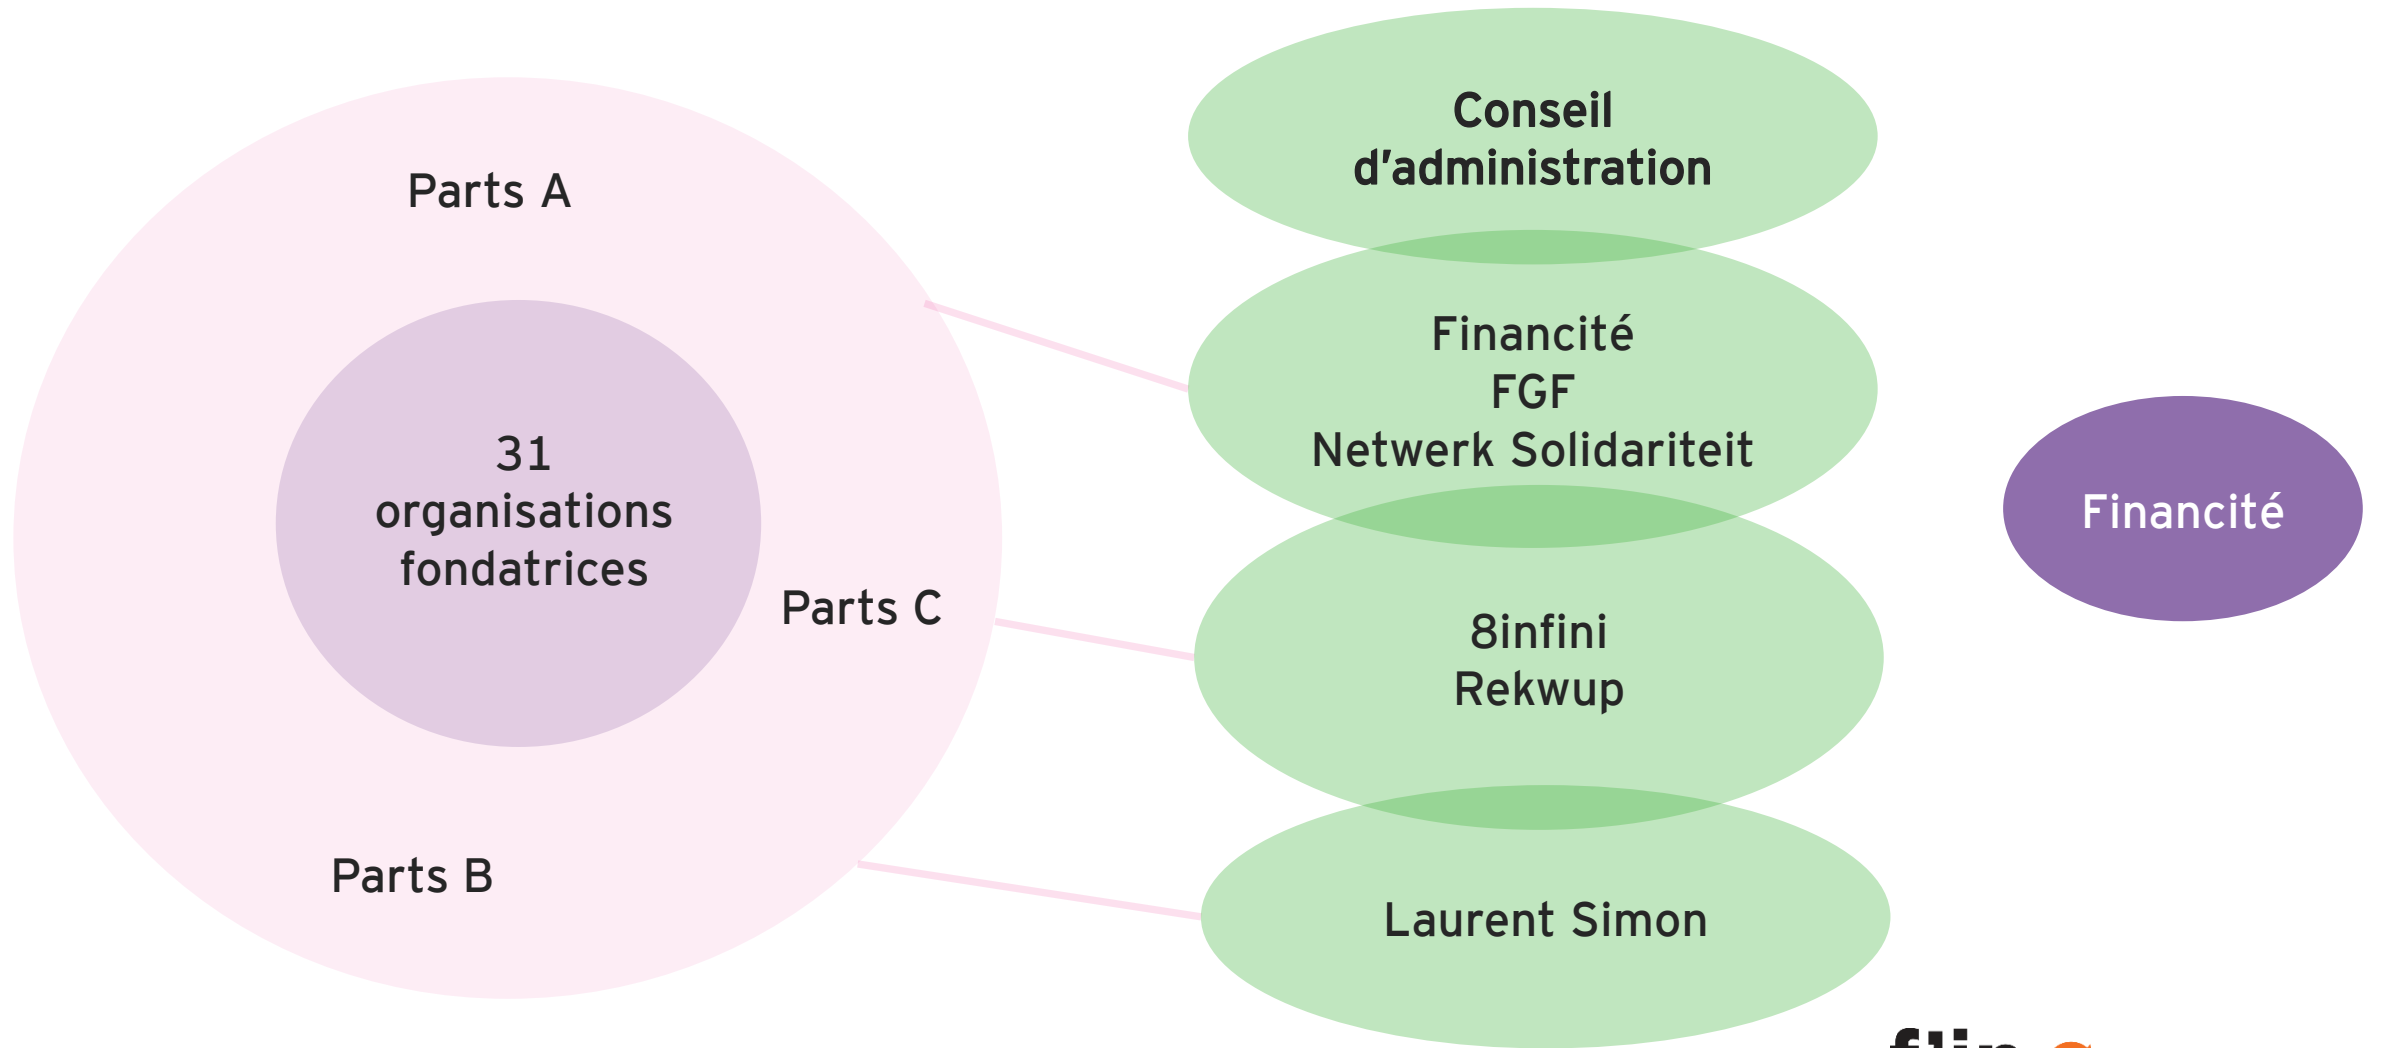 Parts A
31
organisations
fondatrices
Parts C
Parts B
Conseil
d’administration
Financité
FGF
Netwerk Solidariteit
8infini
Rekwup
Laurent Simon
Financité